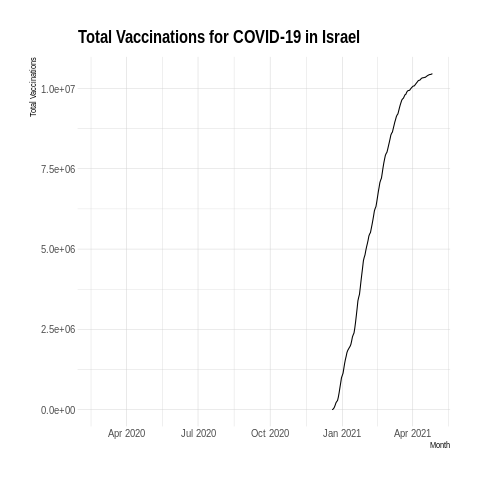 Total Vaccinations for COVID-19 in Israel
Total Vaccinations
1.0e+07
7.5e+06
5.0e+06
2.5e+06
0.0e+00
Apr 2020 Jul 2020 Oct 2020 Jan 2021 Apr 2021
Month